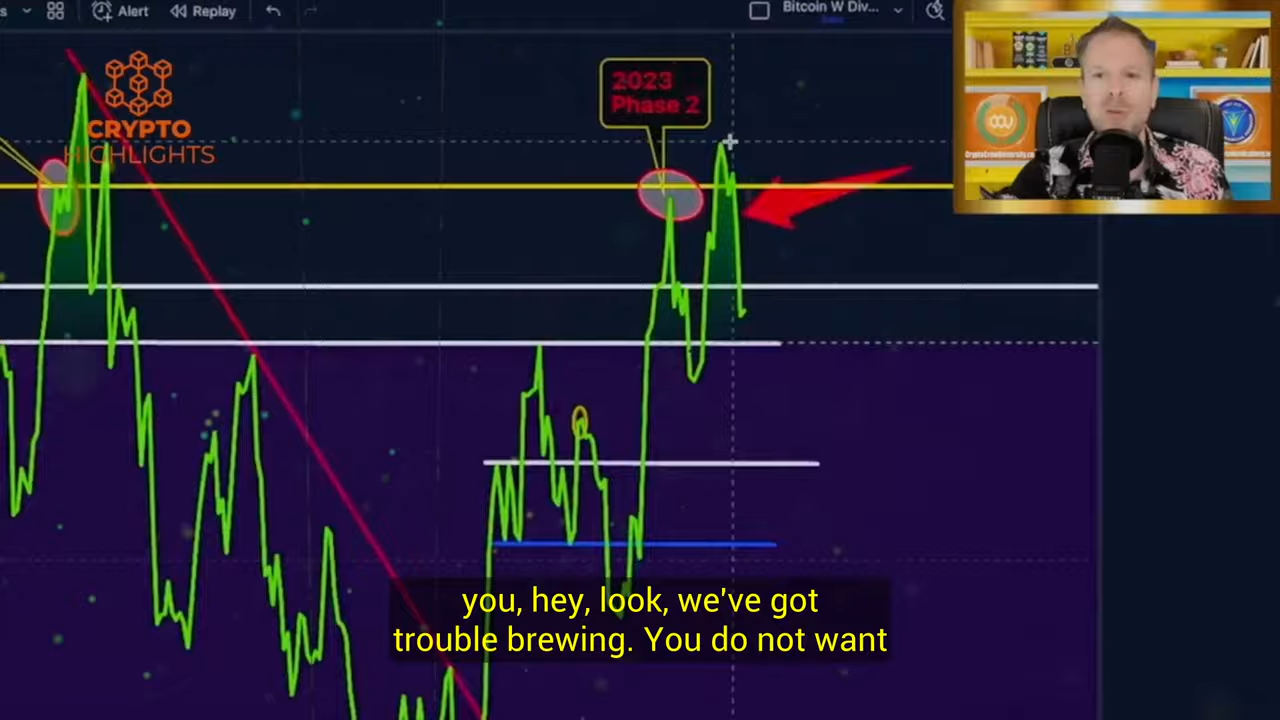 s
Alert
Replay
Bitcoin W Div...
CRYPTO
HIGHLIGHTS
2023
Phase 2
you, hey, look, we've got
trouble brewing. You do not want